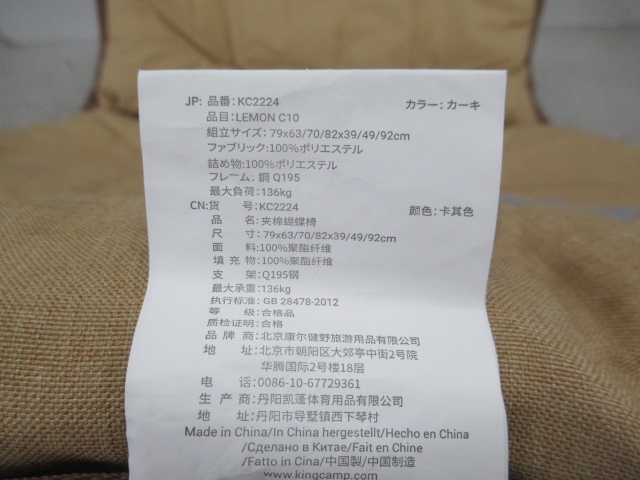 JP: 品番：KC2224 カラー：カーキ
品目：LEMON C10
組立サイズ：79x63/70/82x39/49/92cm
ファブリック：100%ポリエステル
詰め物：100%ポリエステル
フレーム：鋼 Q195
最大負荷：136kg
CN:货 号：KC2224 颜色：卡其色
品 名：夹棉蝴蝶椅
尺 寸：79x63/70/82x39/49/92cm
面 料：100%聚酯纤维
填 充 物：100%聚酯纤维
支 架：Q195钢
最大承重：136kg
执行标准：GB 28478-2012
等 级：合格品
质检证明：合格
品 牌 商：北京康尔健野旅游用品有限公司
地 址：北京市朝阳区大郊亭中街2号院
华腾国际2号楼18层
电 话：0086-10-67729361
生 产 商：丹阳凯蓬体育用品有限公司
地 址：丹阳市导墅镇西下琴村
Made in China/In China hergestellt/Hecho en China
/Сделано в Китае/Fait en Chine
/Fatto in Cina/中国製/中国制造
www.kingcamp.com